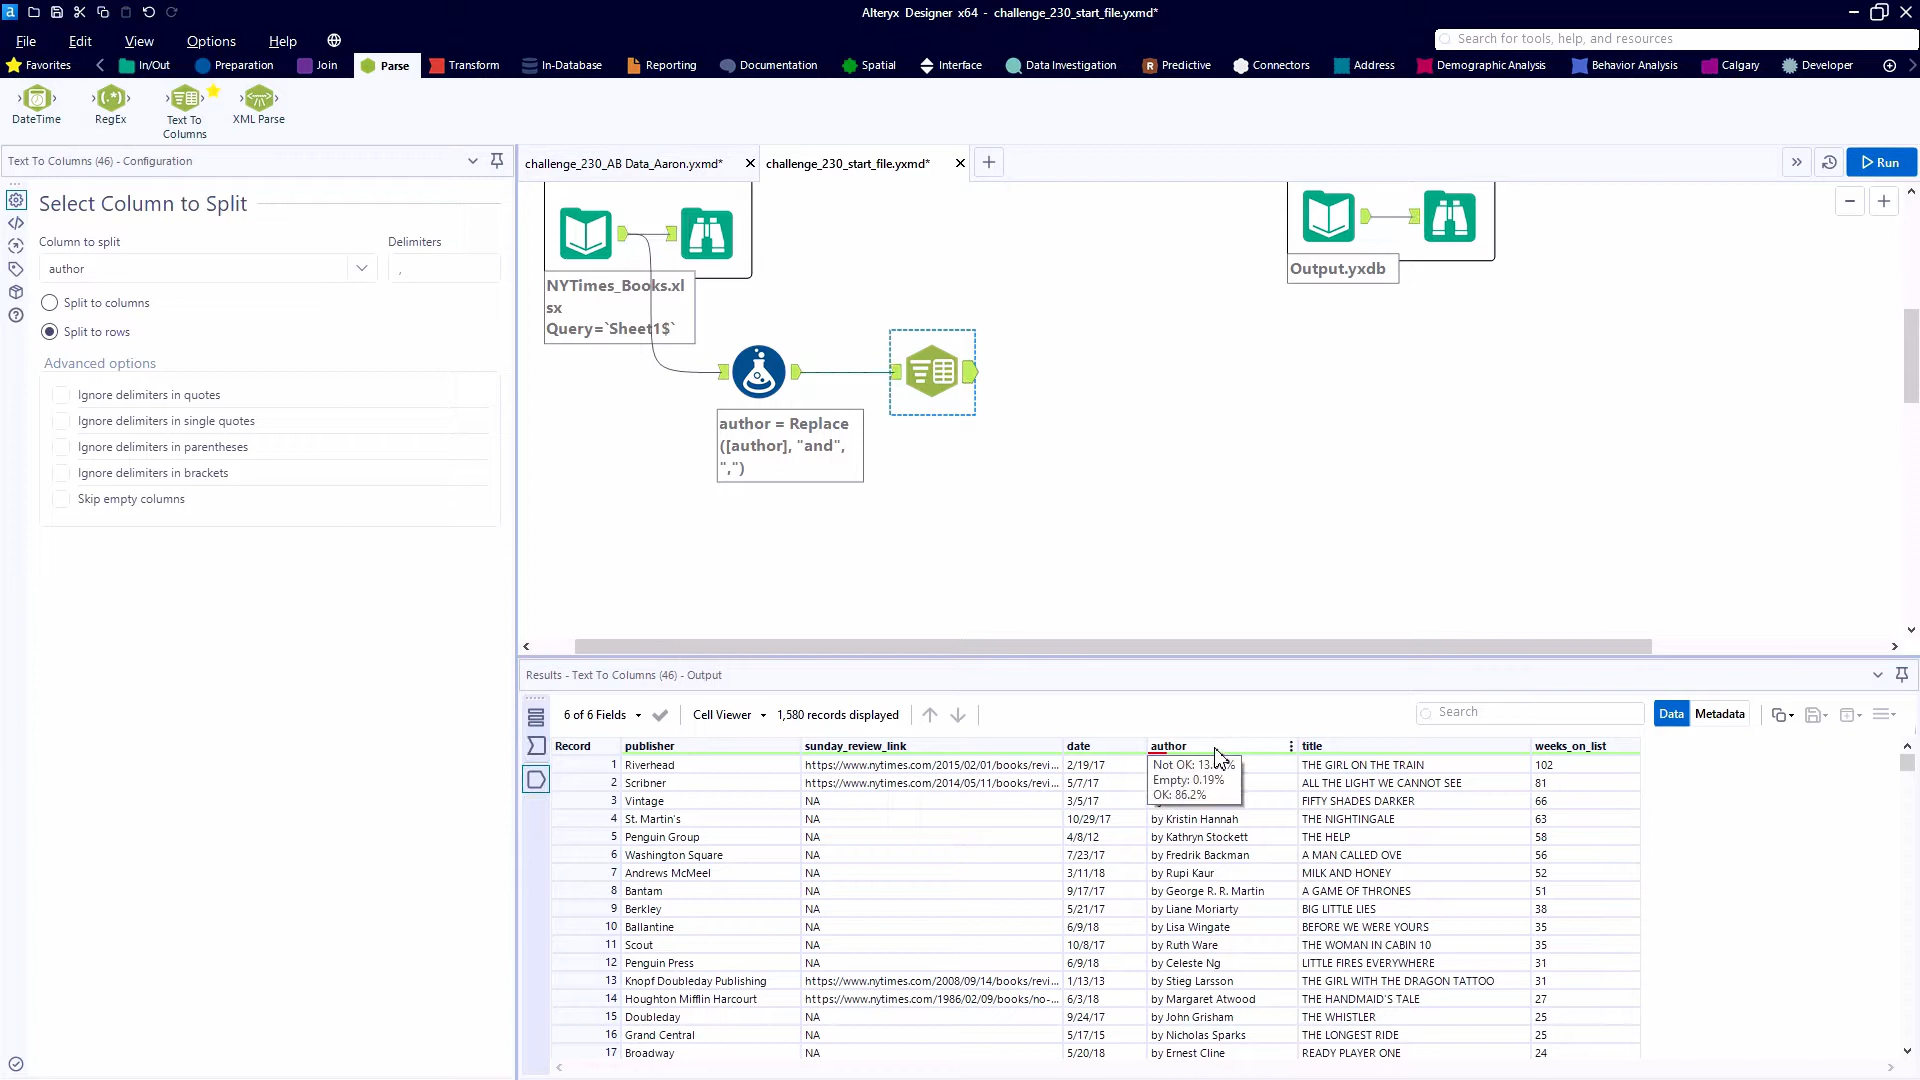 Alteryx Designer x64 - challenge_230_start_file.yxmd*
File Edit View Options Help
Search for tools, help, and resources
Favorites In/Out Preparation Join Parse Transform In-Database Reporting Documentation Spatial Interface Data Investigation Predictive Connectors Address Demographic Analysis Behavior Analysis Calgary Developer
DateTime RegEx Text To Columns XML Parse
Text To Columns (46) - Configuration
challenge_230_AB Data_Aaron.yxmd* challenge_230_start_file.yxmd*
Run
Select Column to Split
Column to split Delimiters
author ,
Split to columns
Split to rows
Advanced options
Ignore delimiters in quotes
Ignore delimiters in single quotes
Ignore delimiters in parentheses
Ignore delimiters in brackets
Skip empty columns
NYTimes_Books.xl
sx
Query=`Sheet1$`
Output.yxdb
author = Replace
([author], "and",
",")
Results - Text To Columns (46) - Output
6 of 6 Fields Cell Viewer 1,580 records displayed Search Data Metadata
Record publisher sunday_review_link date author title weeks_on_list
1 Riverhead https://www.nytimes.com/2015/02/01/books/revi... 2/19/17 THE GIRL ON THE TRAIN 102
2 Scribner https://www.nytimes.com/2014/05/11/books/revi... 5/7/17 ALL THE LIGHT WE CANNOT SEE 81
3 Vintage NA 3/5/17 FIFTY SHADES DARKER 66
Not OK: 13.
Empty: 0.19%
OK: 86.2%
4 St. Martin's NA 10/29/17 by Kristin Hannah THE NIGHTINGALE 63
5 Penguin Group NA 4/8/12 by Kathryn Stockett THE HELP 58
6 Washington Square NA 7/23/17 by Fredrik Backman A MAN CALLED OVE 56
7 Andrews McMeel NA 3/11/18 by Rupi Kaur MILK AND HONEY 52
8 Bantam NA 9/17/17 by George R. R. Martin A GAME OF THRONES 51
9 Berkley NA 5/21/17 by Liane Moriarty BIG LITTLE LIES 38
10 Ballantine NA 6/9/18 by Lisa Wingate BEFORE WE WERE YOURS 35
11 Scout NA 10/8/17 by Ruth Ware THE WOMAN IN CABIN 10 35
12 Penguin Press NA 6/9/18 by Celeste Ng LITTLE FIRES EVERYWHERE 31
13 Knopf Doubleday Publishing https://www.nytimes.com/2008/09/14/books/revi... 1/13/13 by Stieg Larsson THE GIRL WITH THE DRAGON TATTOO 31
14 Houghton Mifflin Harcourt https://www.nytimes.com/1986/02/09/books/no-... 6/3/18 by Margaret Atwood THE HANDMAID'S TALE 27
15 Doubleday NA 9/24/17 by John Grisham THE WHISTLER 25
16 Grand Central NA 5/17/15 by Nicholas Sparks THE LONGEST RIDE 25
17 Broadway NA 5/20/18 by Ernest Cline READY PLAYER ONE 24